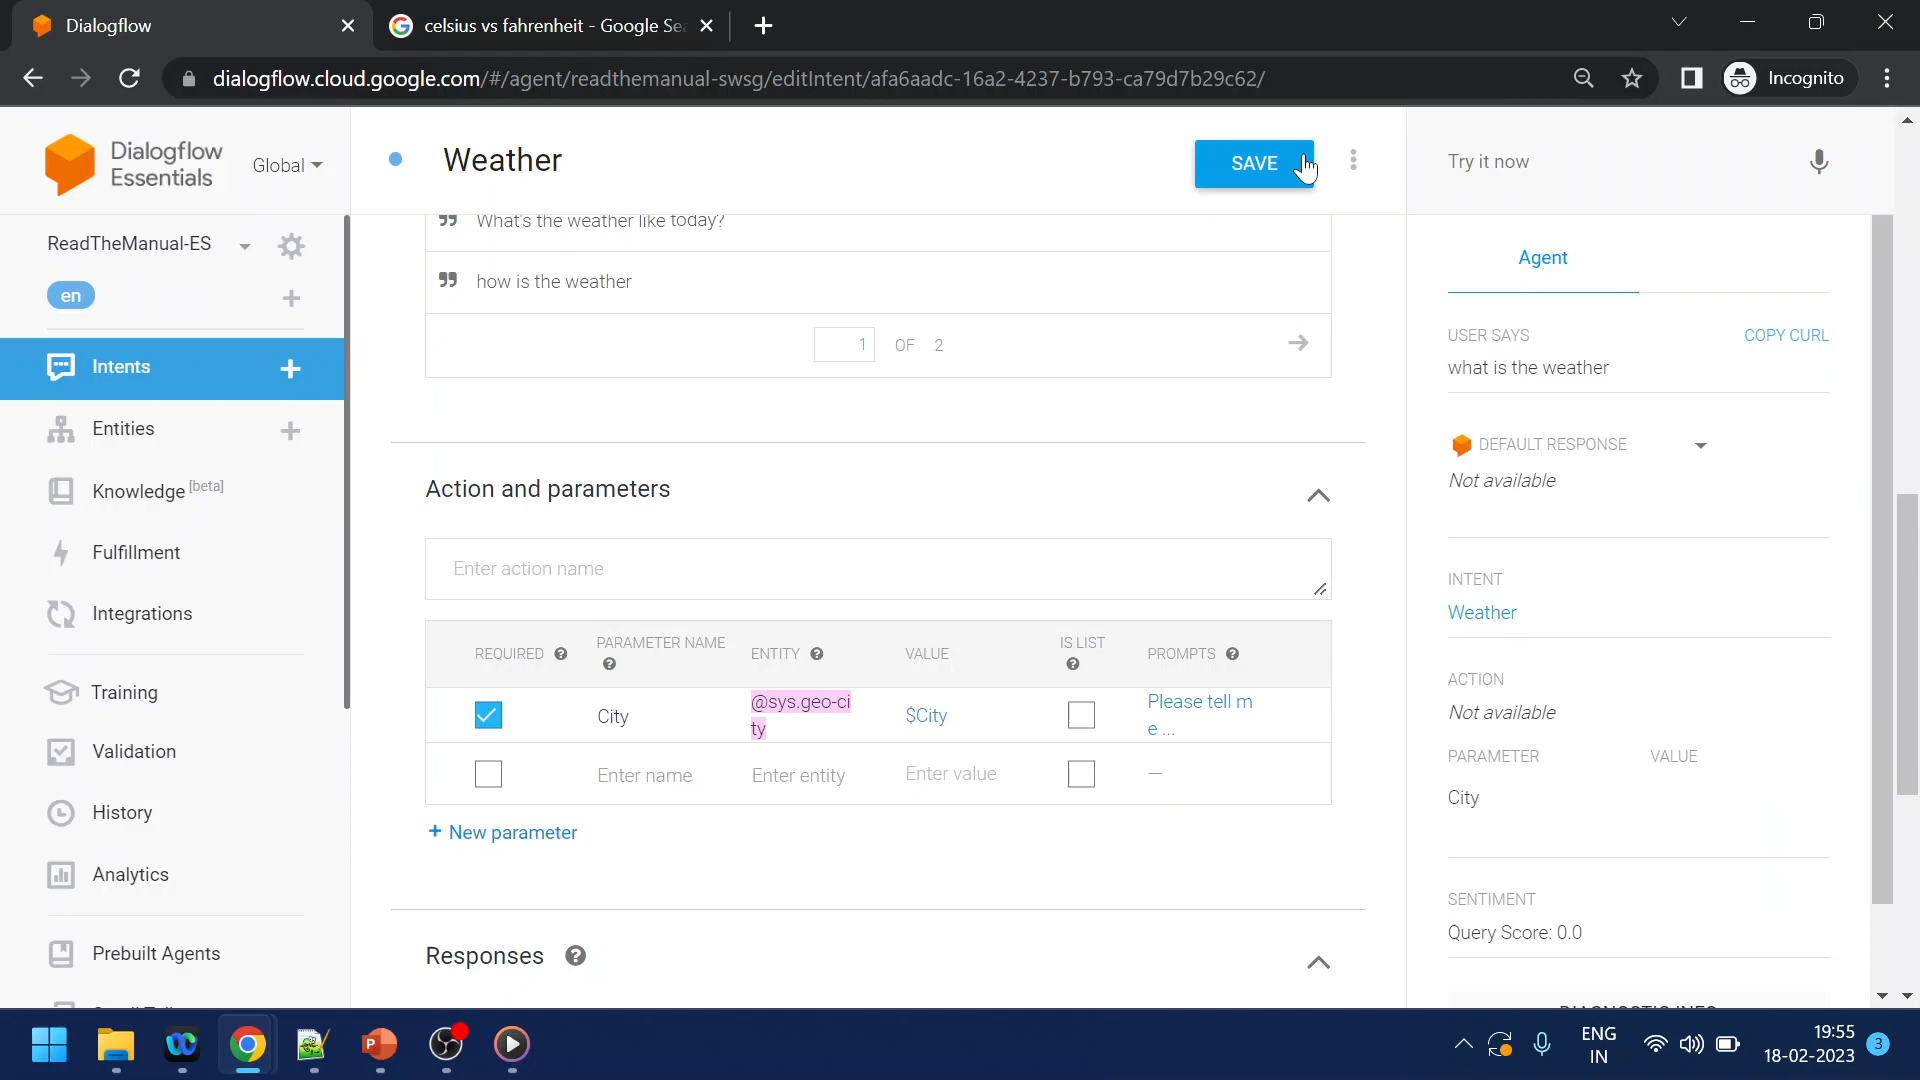 Dialogflow
celsius vs fahrenheit - Google Se
dialogflow.cloud.google.com/#/agent/readthemanual-swsg/editIntent/afa6aadc-16a2-4237-b793-ca79d7b29c62/
Incognito
Dialogflow
Essentials
Global
Weather
SAVE
Try it now
ReadTheManual-ES
en
Intents
Entities
Knowledge [beta]
Fulfillment
Integrations
Training
Validation
History
Analytics
Prebuilt Agents
What's the weather like today?
how is the weather
1 OF 2
Action and parameters
Enter action name
REQUIRED PARAMETER NAME ENTITY VALUE IS LIST PROMPTS
City @sys.geo-ci $City Please tell m
ty e ...
Enter name Enter entity Enter value —
+ New parameter
Responses
Agent
USER SAYS COPY CURL
what is the weather
DEFAULT RESPONSE
Not available
INTENT
Weather
ACTION
Not available
PARAMETER VALUE
City
SENTIMENT
Query Score: 0.0
ENG
IN
19:55
18-02-2023
3